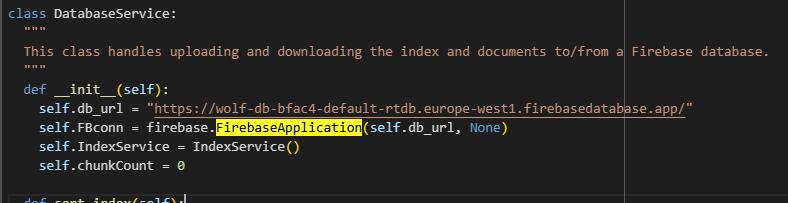 class DatabaseService:
"""
This class handles uploading and downloading the index and documents to/from a Firebase database.
"""
def __init__(self):
self.db_url = "https://wolf-db-bfac4-default-rtdb.europe-west1.firebasedatabase.app/"
self.FBconn = firebase.FirebaseApplication(self.db_url, None)
self.IndexService = IndexService()
self.chunkCount = 0
def sort_index(self):